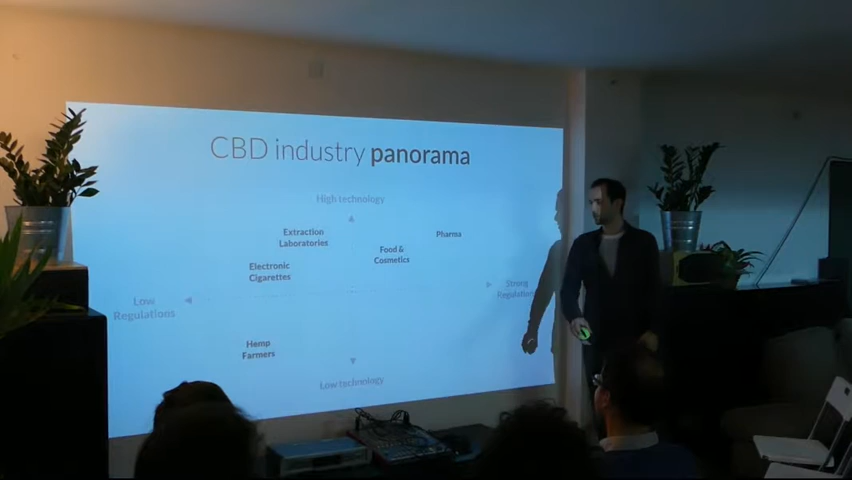 CBD industry panorama
High technology
Extraction
Laboratories
Pharma
Food &
Cosmetics
Electronic
Cigarettes
Low
Regulations
Strong
Regulation
Hemp
Farmers
Low technology